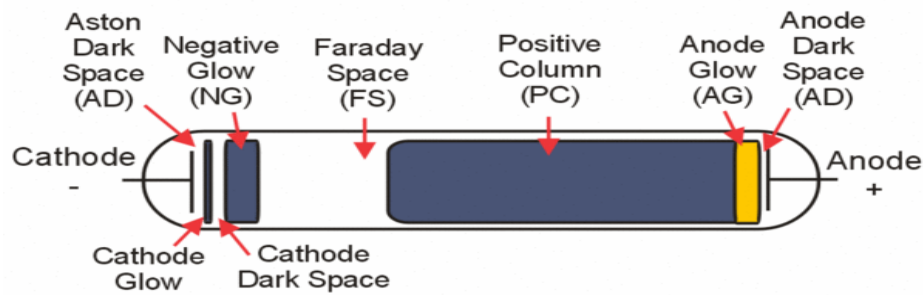 Aston
Dark
Space
(AD)
Negative
Glow
(NG)
Faraday
Space
(FS)
Positive
Column
(PC)
Anode
Glow
(AG)
Anode
Dark
Space
(AD)
Cathode
-
Anode
+
Cathode
Glow
Cathode
Dark Space